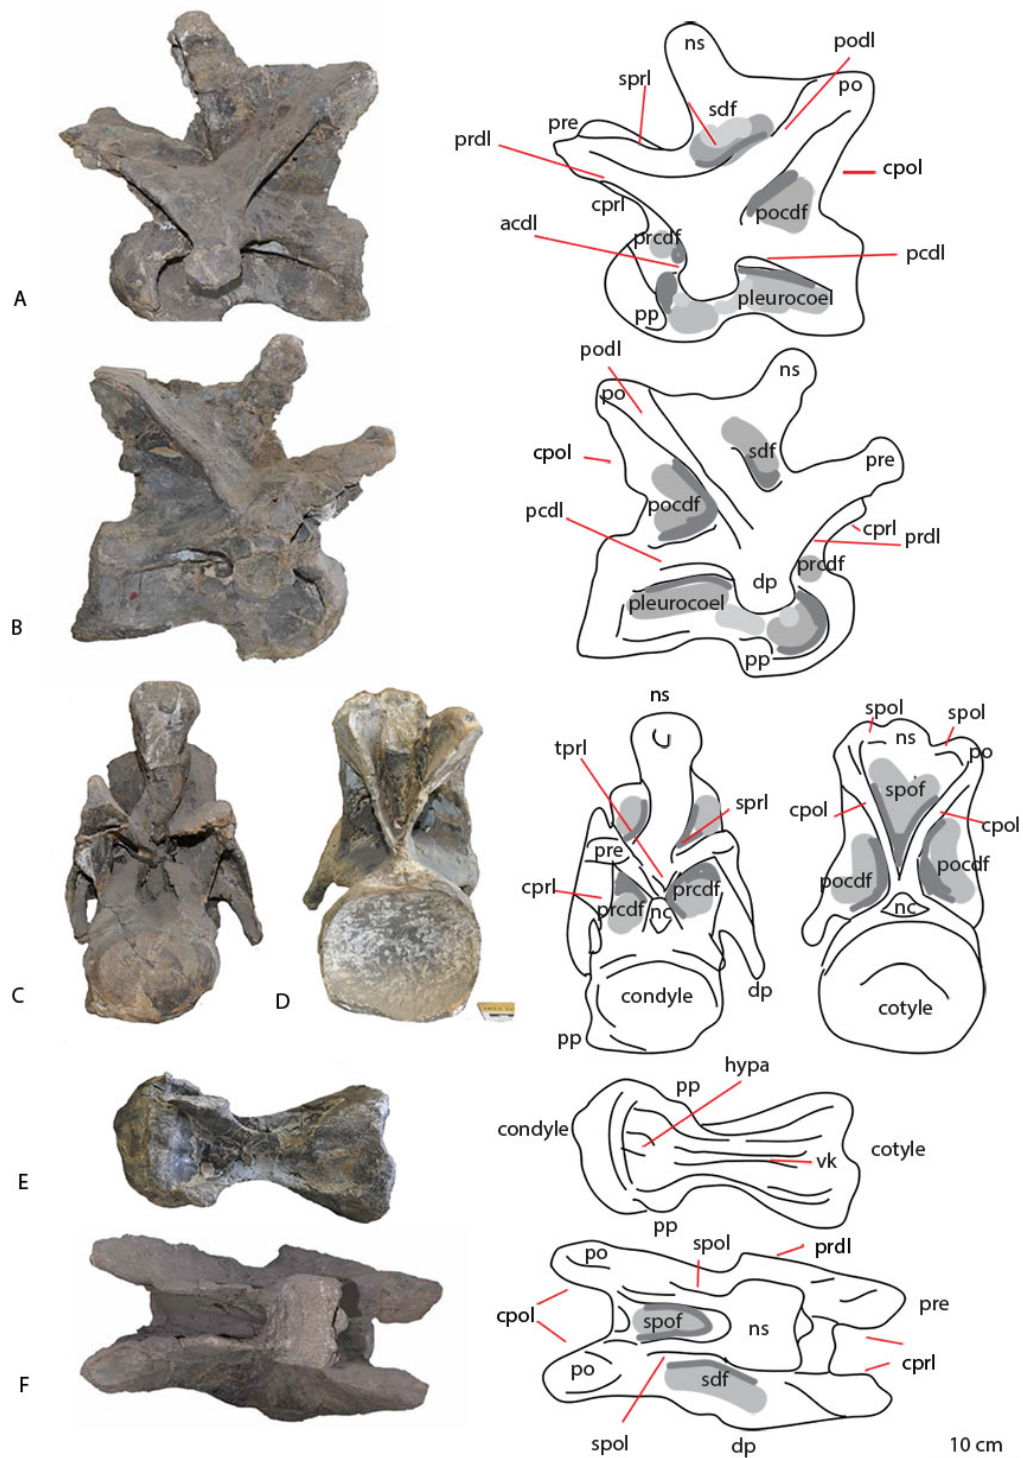 ns
podl
po
sprl
sdf
pre
prdl
cpol
cprl
pocdf
acdl
prcdf
pcdl
pleurocoel
pp
A
podl
ns
po
cpol
sdf
pre
pocdf
pcdl
cprl
prdl
prcdf
dp
pleurocoel
pp
B
ns
spol
spol
ns
tprl
po
spof
cpol
sprl
cpol
pre
cprl
prcdf
prcdf
pocdf
pocdf
nc
nc
C
D
condyle
dp
cotyle
pp
hypa
pp
condyle
cotyle
vk
E
pp
spol
prdl
po
pre
cpol
spof
ns
cprl
po
sdf
F
spol
dp
10 cm